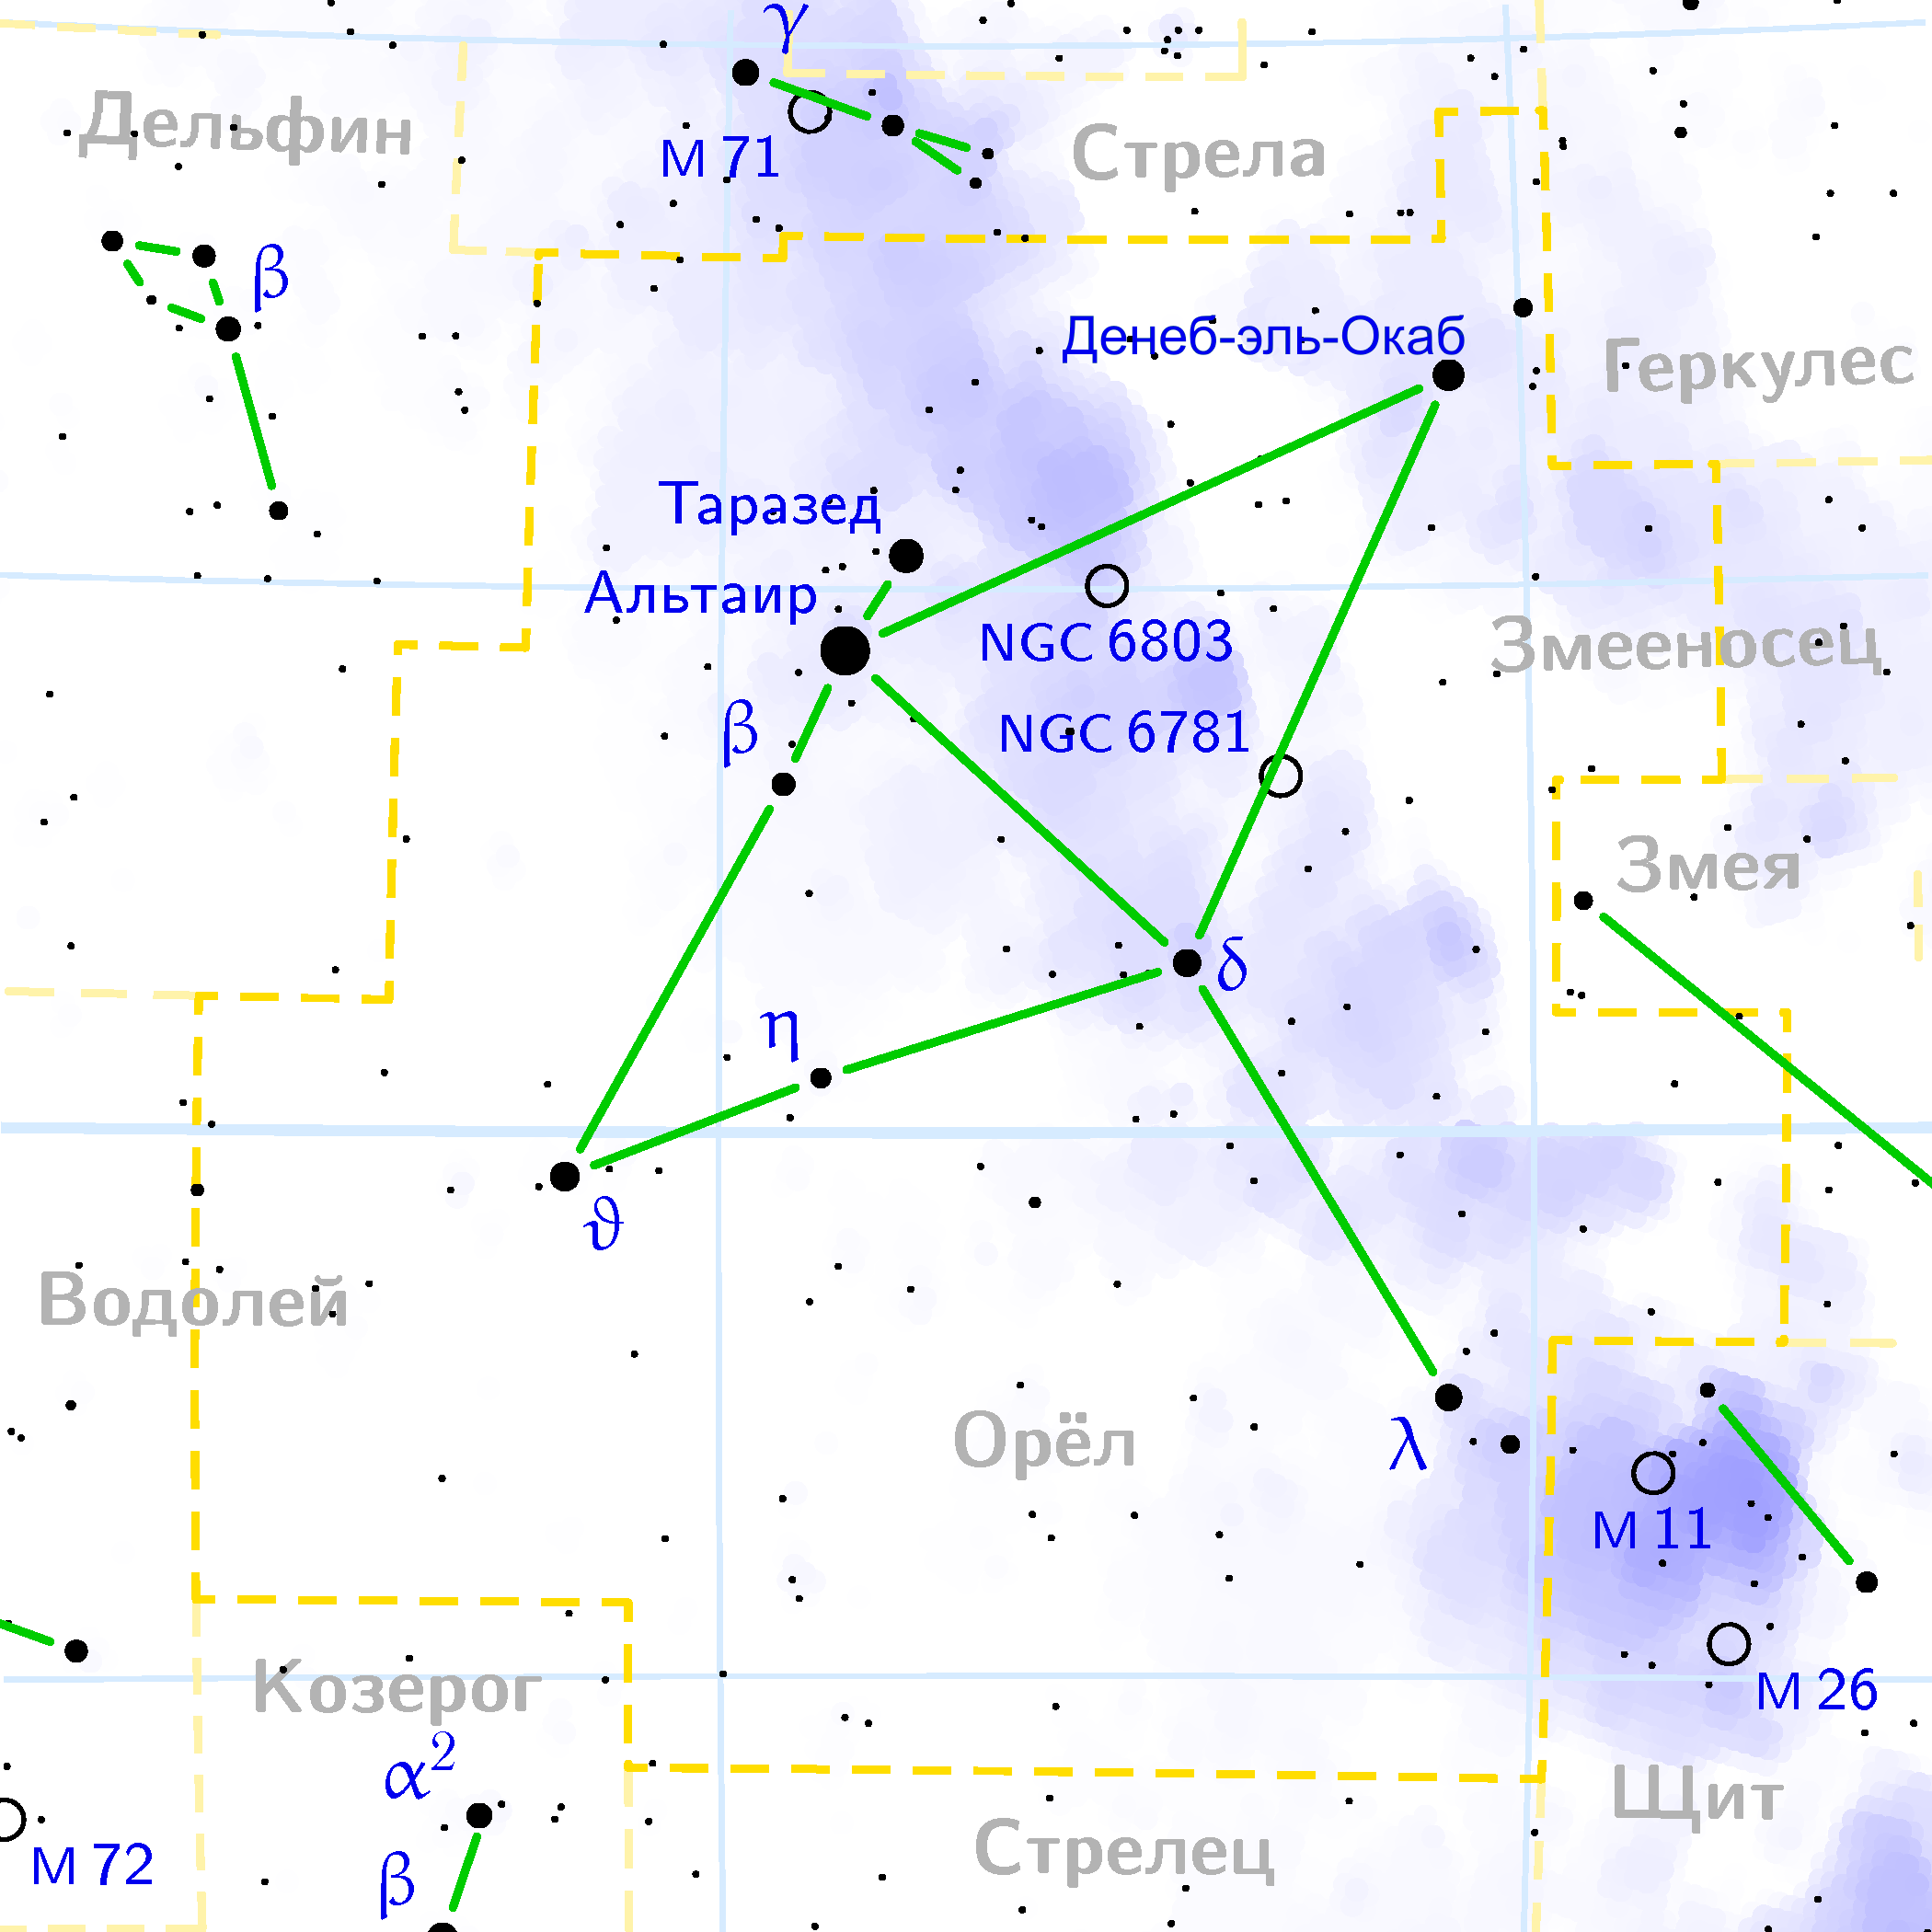 γ
Дельфин
Стрела
M 71
β
Денеб-эль-Окаб
Геркулес
Таразед
Альтаир
NGC 6803
Змееносец
β
NGC 6781
Змея
δ
η
ϑ
Водолей
Орёл
λ
M 11
Козерог
M 26
α²
Щит
Стрелец
M 72
β